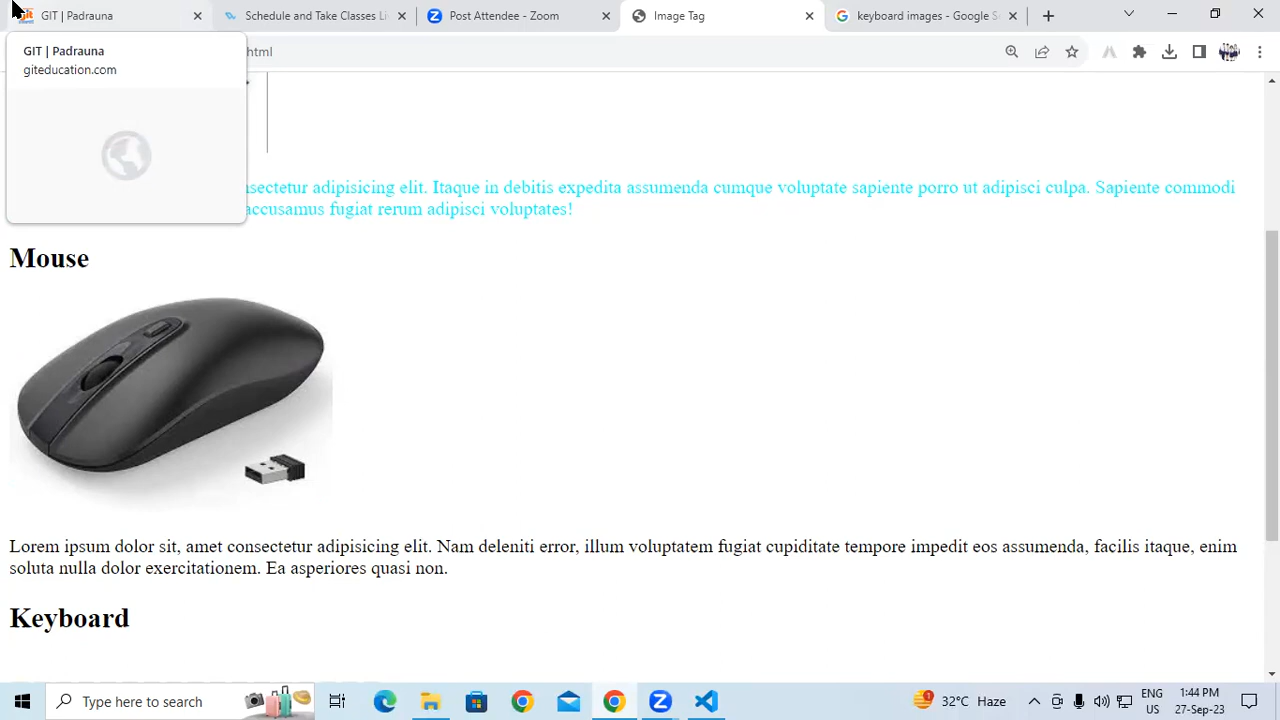 GIT | Padrauna
Schedule and Take Classes Li
Post Attendee - Zoom
Image Tag
keyboard images - Google S
GIT | Padrauna
giteducation.com
html
nsectetur adipisicing elit. Itaque in debitis expedita assumenda cumque voluptate sapiente porro ut adipisci culpa. Sapiente commodi
accusamus fugiat rerum adipisci voluptates!
Mouse
Lorem ipsum dolor sit, amet consectetur adipisicing elit. Nam deleniti error, illum voluptatem fugiat cupiditate tempore impedit eos assumenda, facilis itaque, enim
soluta nulla dolor exercitationem. Ea asperiores quasi non.
Keyboard
Type here to search
32°C Haze
ENG
US
1:44 PM
27-Sep-23